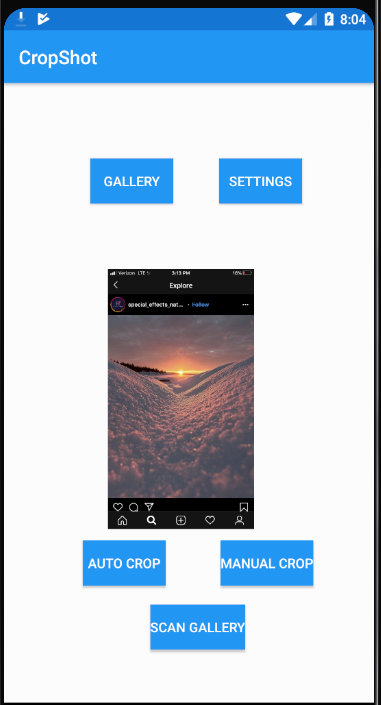 8:04
CropShot
GALLERY
SETTINGS
Verizon LTE 3:13 PM 16%
Explore
special_effects_nat... • Follow
AUTO CROP
MANUAL CROP
SCAN GALLERY